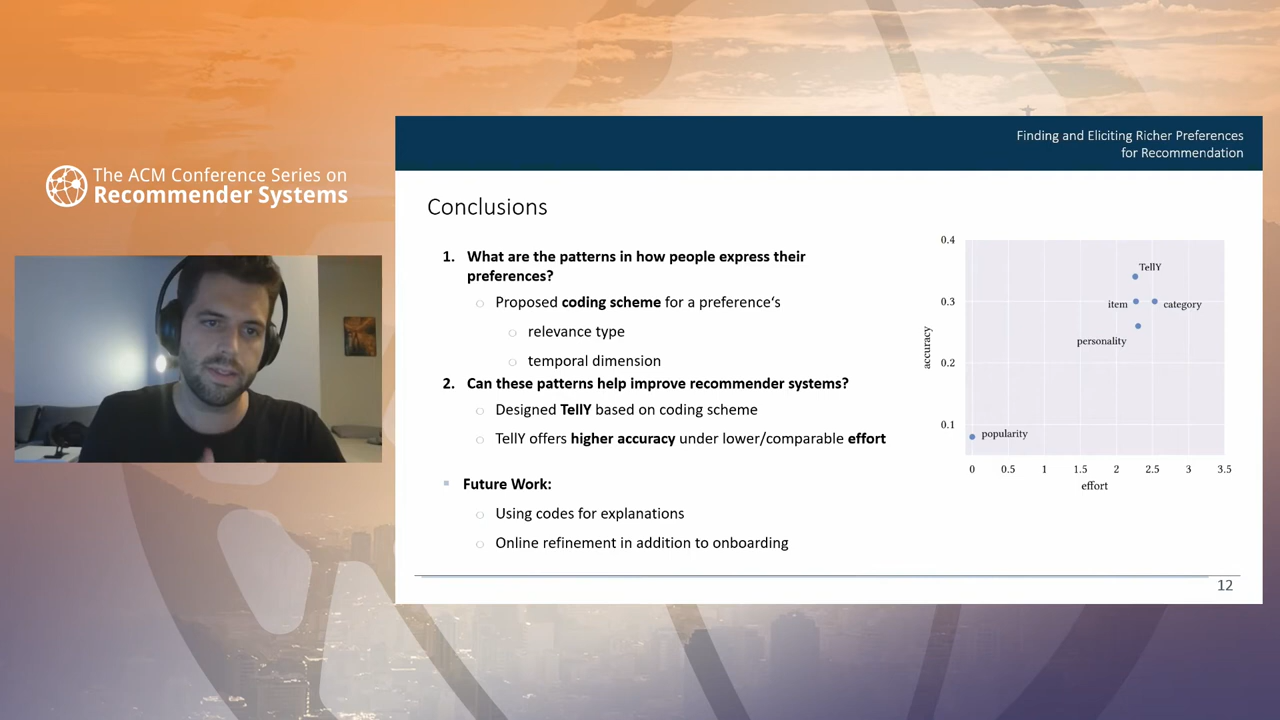 The ACM Conference Series on
Recommender Systems
Finding and Eliciting Richer Preferences
for Recommendation
Conclusions
1. What are the patterns in how people express their
preferences?
Proposed coding scheme for a preference‘s
relevance type
temporal dimension
2. Can these patterns help improve recommender systems?
Designed TellY based on coding scheme
TellY offers higher accuracy under lower/comparable effort
Future Work:
Using codes for explanations
Online refinement in addition to onboarding
0.4
0.3
0.2
0.1
accuracy
TellY
item
category
personality
popularity
0 0.5 1 1.5 2 2.5 3 3.5
effort
12